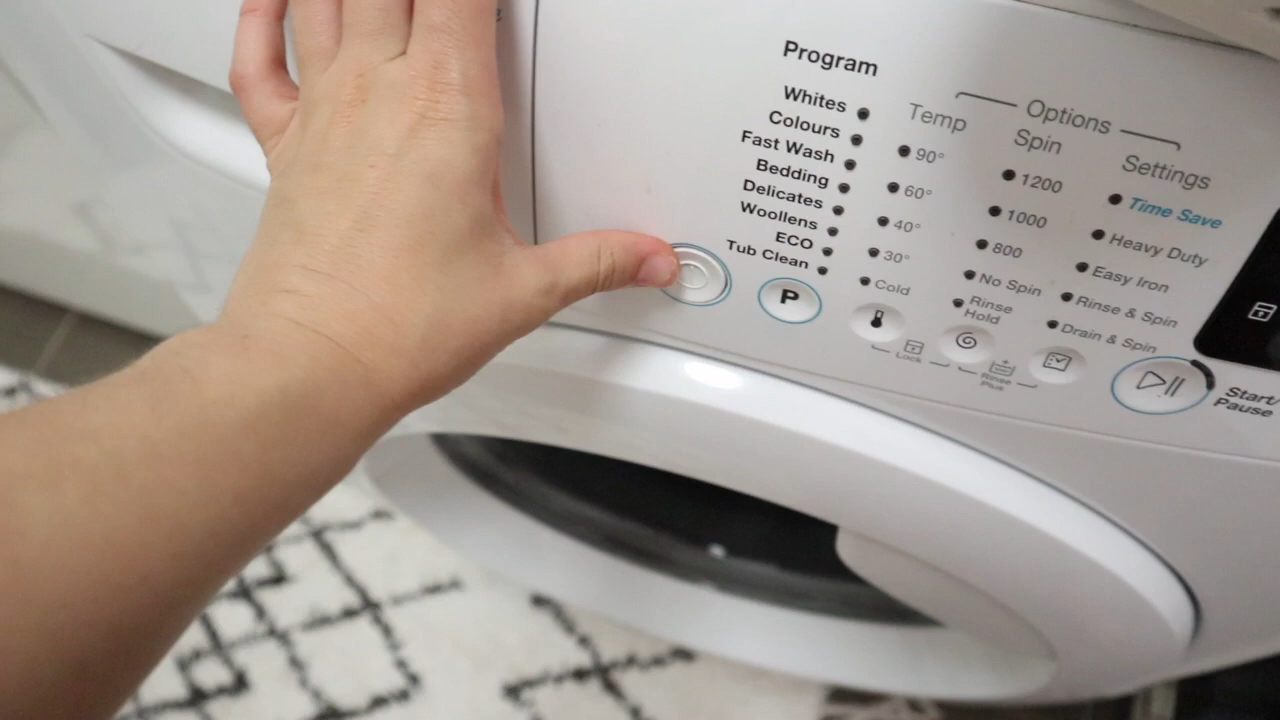 Program
Whites
Colours
Fast Wash
Bedding
Delicates
Woollens
ECO
Tub Clean
P
Options
Temp
90°
60°
40°
30°
Cold
Spin
1200
1000
800
No Spin
Rinse
Hold
Settings
Time Save
Heavy Duty
Easy Iron
Rinse & Spin
Drain & Spin
Lock
Rinse
Plus
Start/
Pause